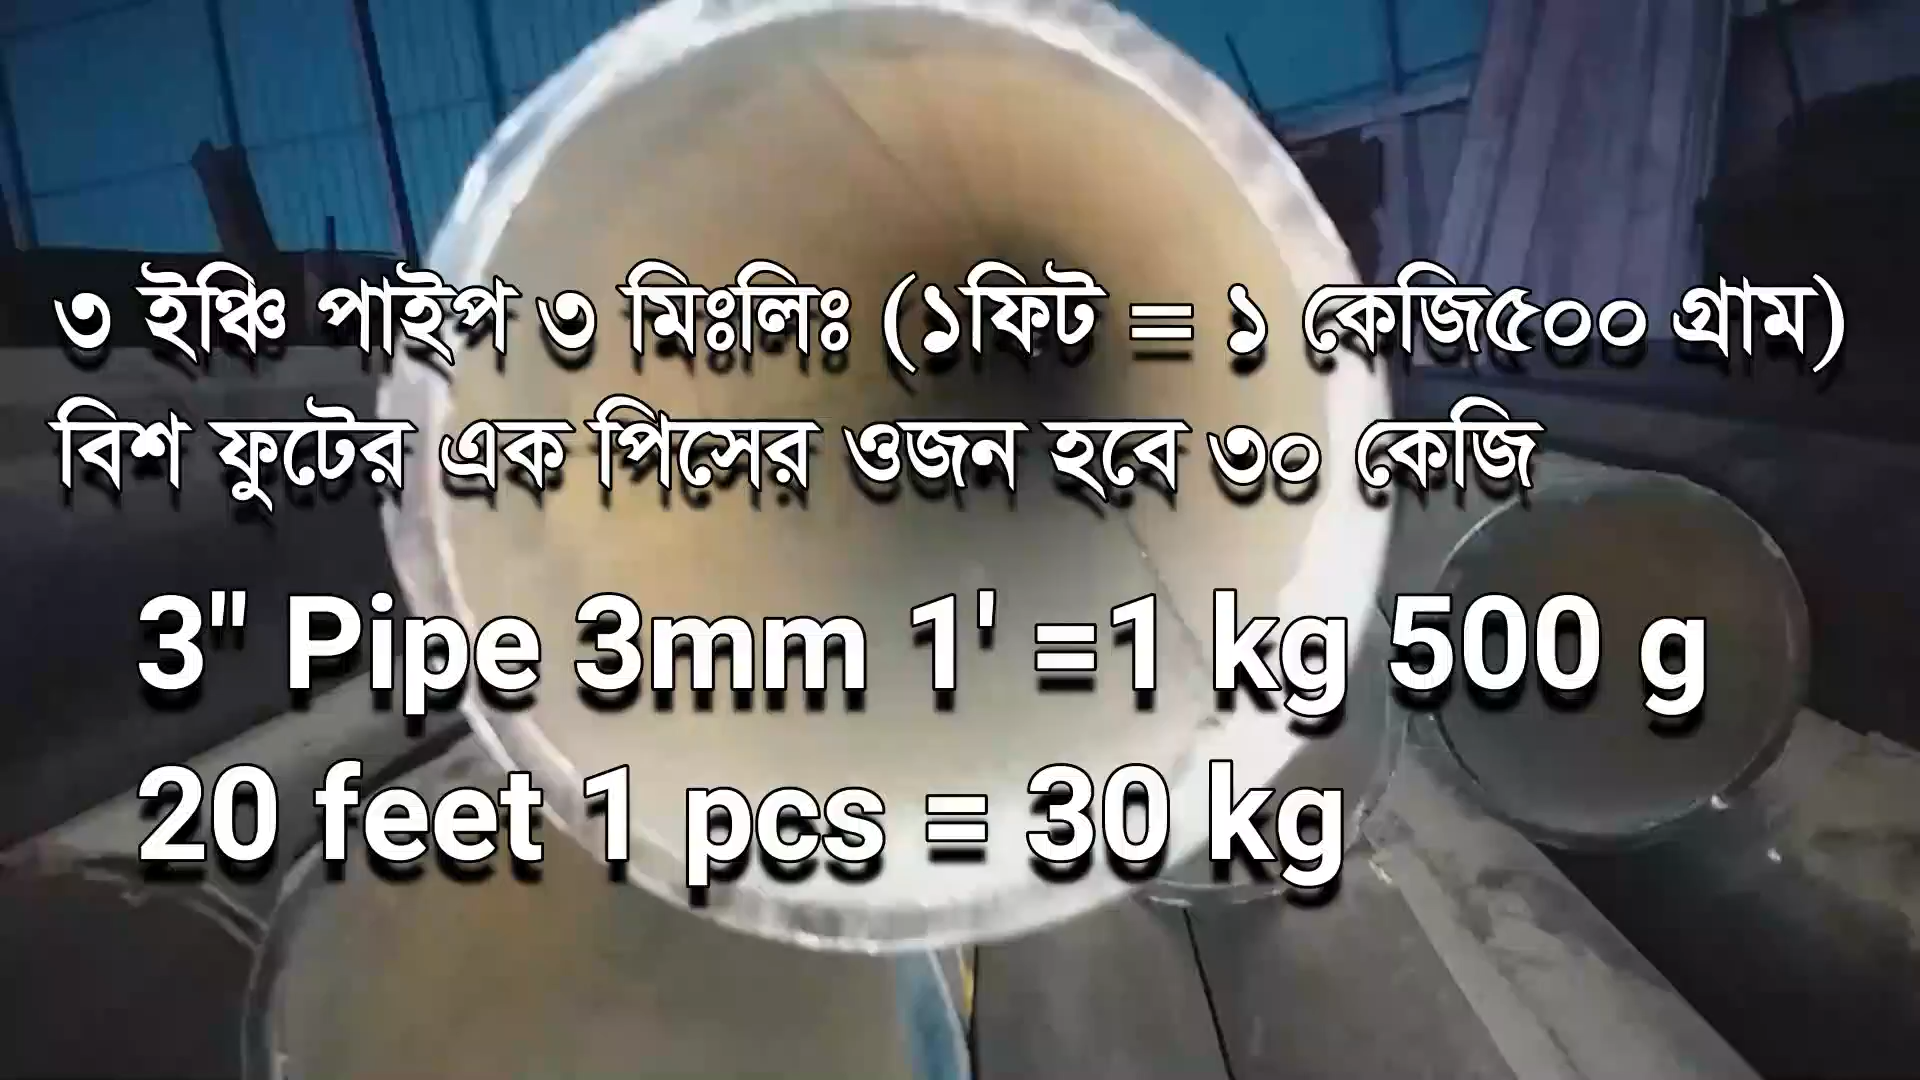 ৩ ইঞ্চি পাইপ ৩ মিঃলিঃ (১ফিট = ১ কেজি৫০০ গ্রাম)
বিশ ফুটের এক পিসের ওজন হবে ৩০ কেজি
3" Pipe 3mm 1' =1 kg 500 g
20 feet 1 pcs = 30 kg